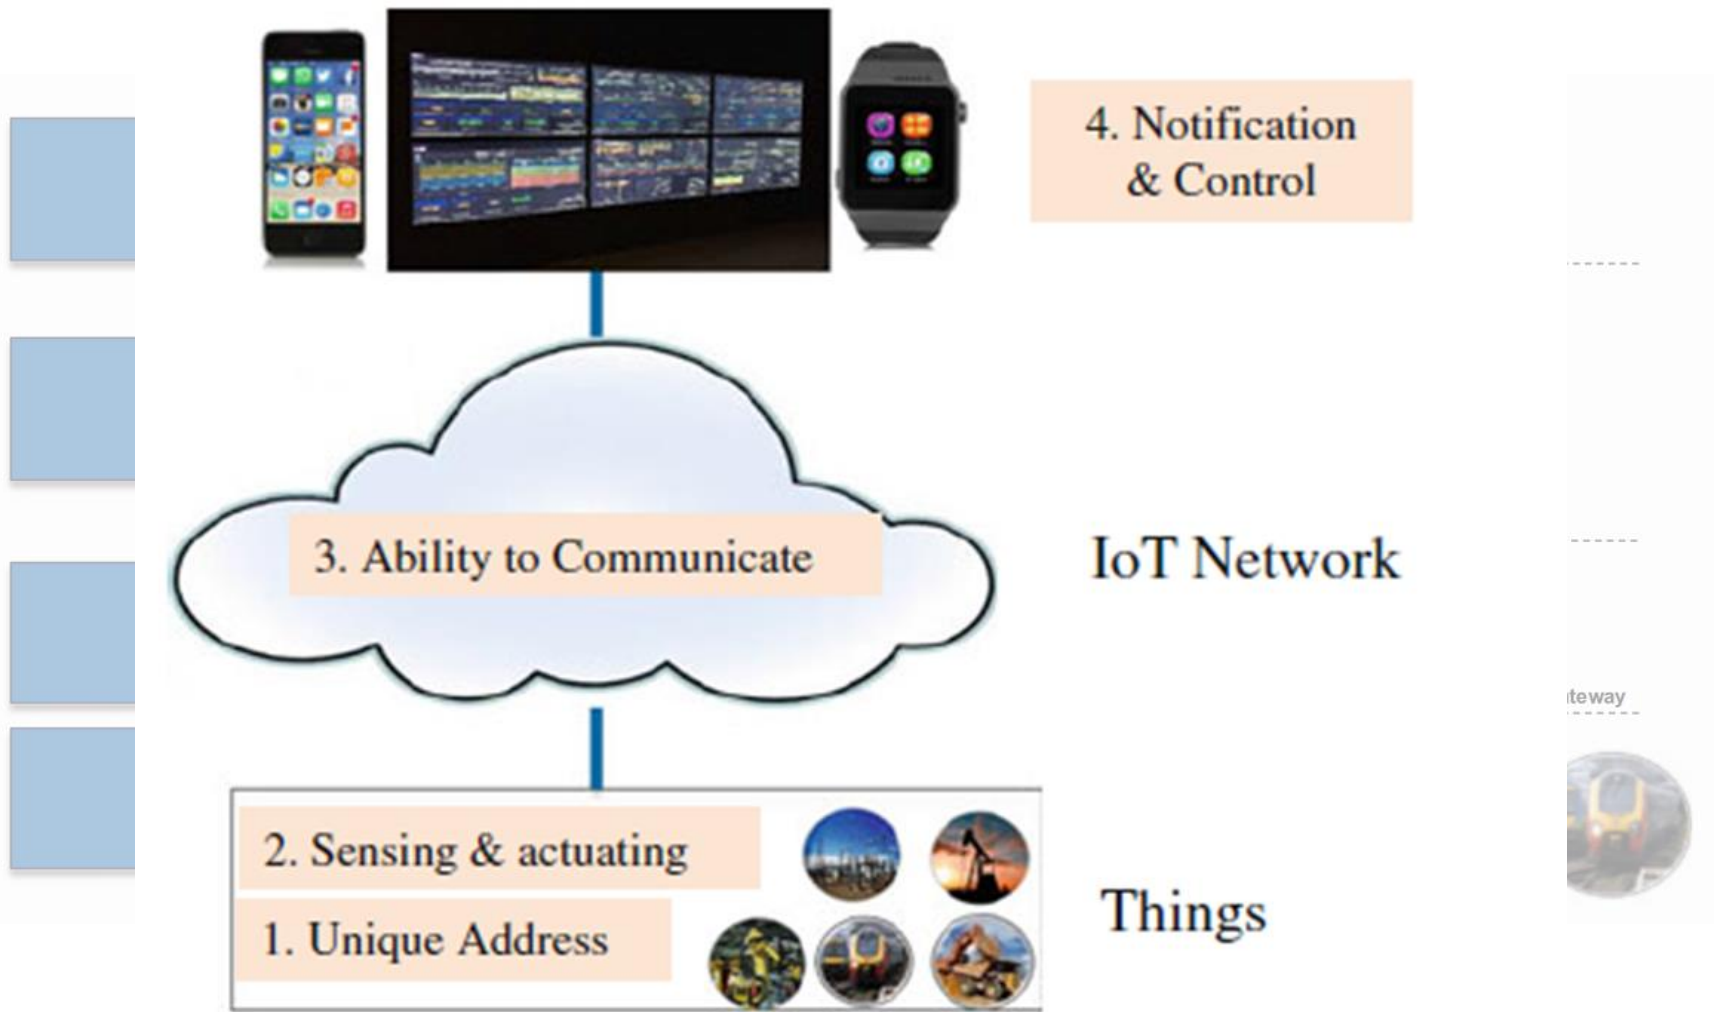 4. Notification
& Control
3. Ability to Communicate
IoT Network
teway
2. Sensing & actuating
1. Unique Address
Things